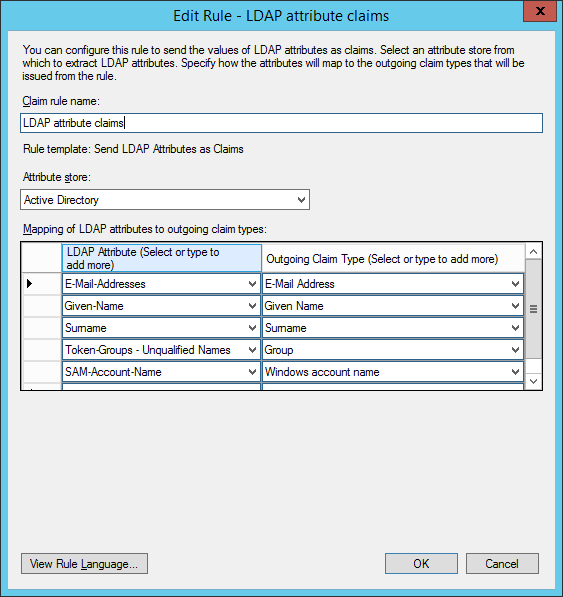 Edit Rule - LDAP attribute claims
x
You can configure this rule to send the values of LDAP attributes as claims. Select an attribute store from
which to extract LDAP attributes. Specify how the attributes will map to the outgoing claim types that will be
issued from the rule.
Claim rule name:
LDAP attribute claims
Rule template: Send LDAP Attributes as Claims
Attribute store:
Active Directory
Mapping of LDAP attributes to outgoing claim types:
LDAP Attribute (Select or type to
add more)
Outgoing Claim Type (Select or type to add more)
E-Mail-Addresses E-Mail Address
Given-Name Given Name
Surname Surname
Token-Groups - Unqualified Names Group
SAM-Account-Name Windows account name
View Rule Language... OK Cancel